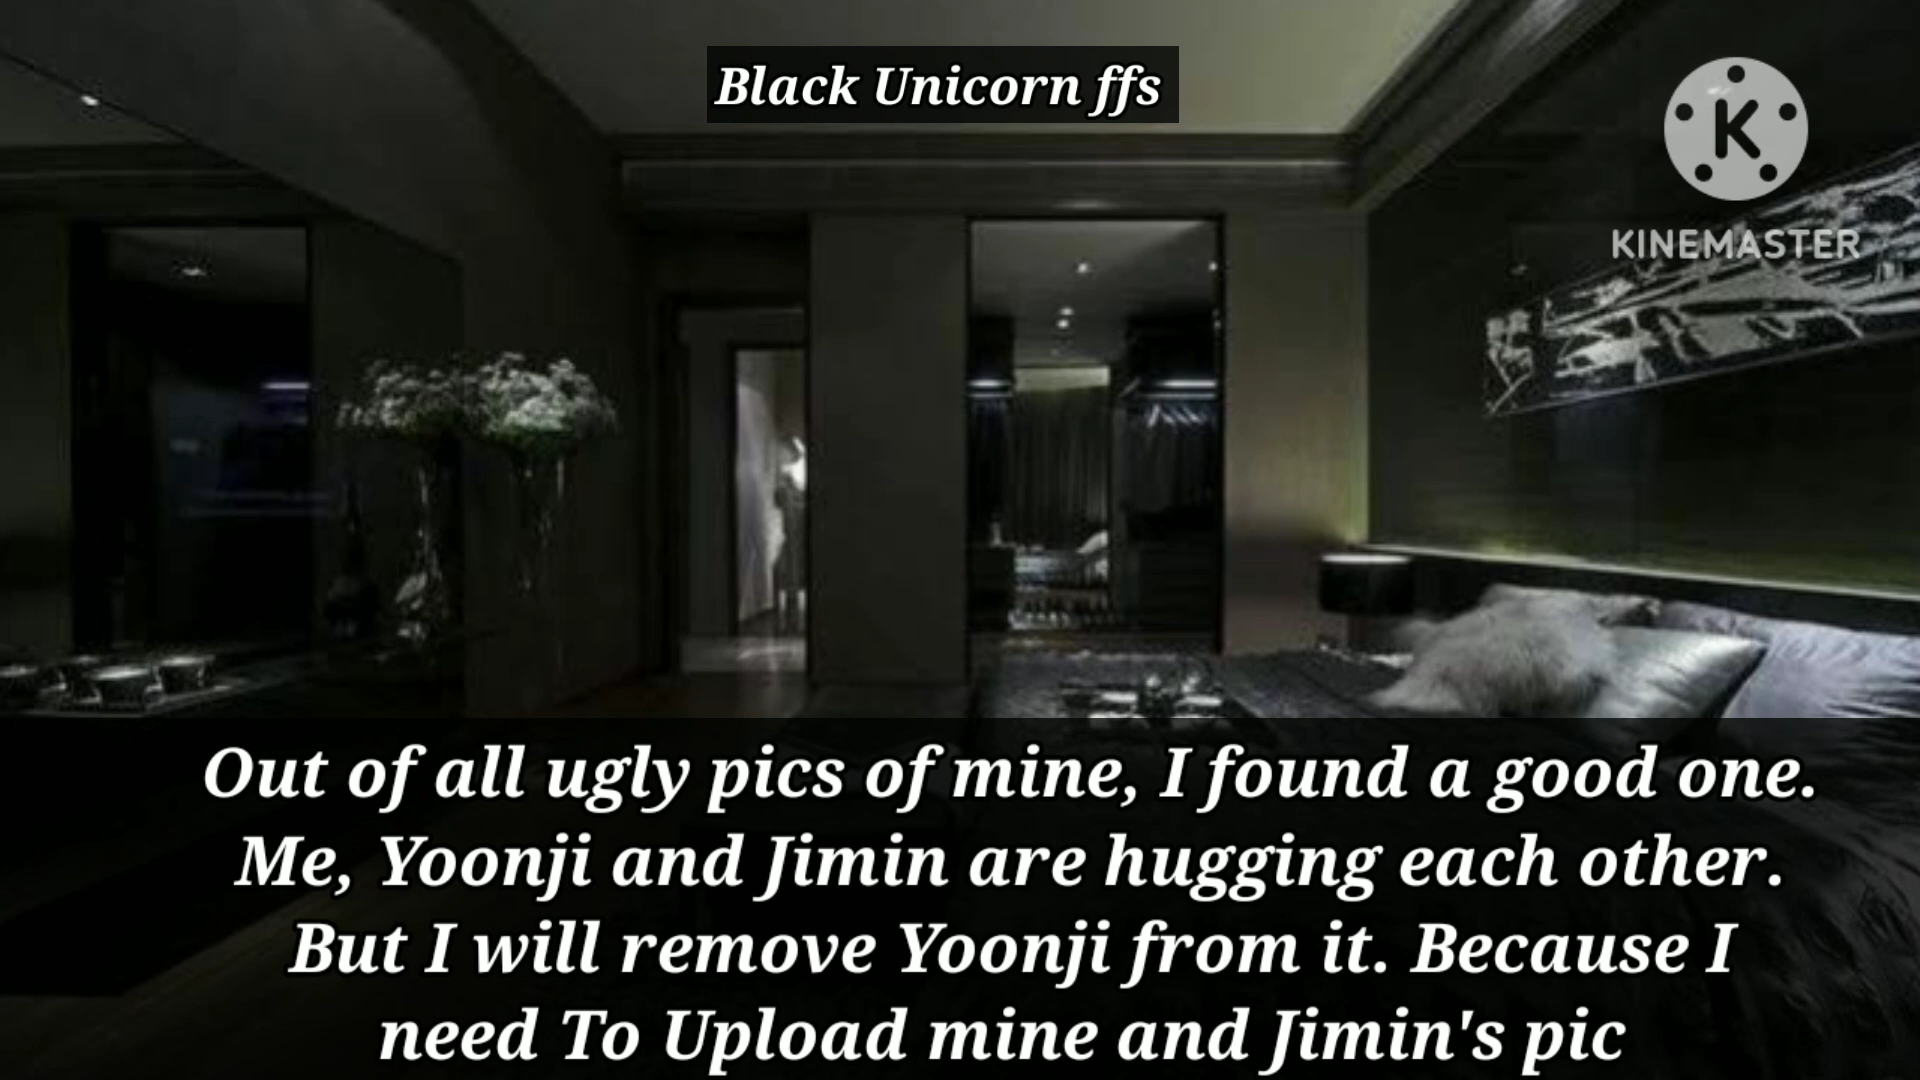 Black Unicorn ffs
K
KINEMASTER
Out of all ugly pics of mine, I found a good one.
Me, Yoonji and Jimin are hugging each other.
But I will remove Yoonji from it. Because I
need To Upload mine and Jimin's pic